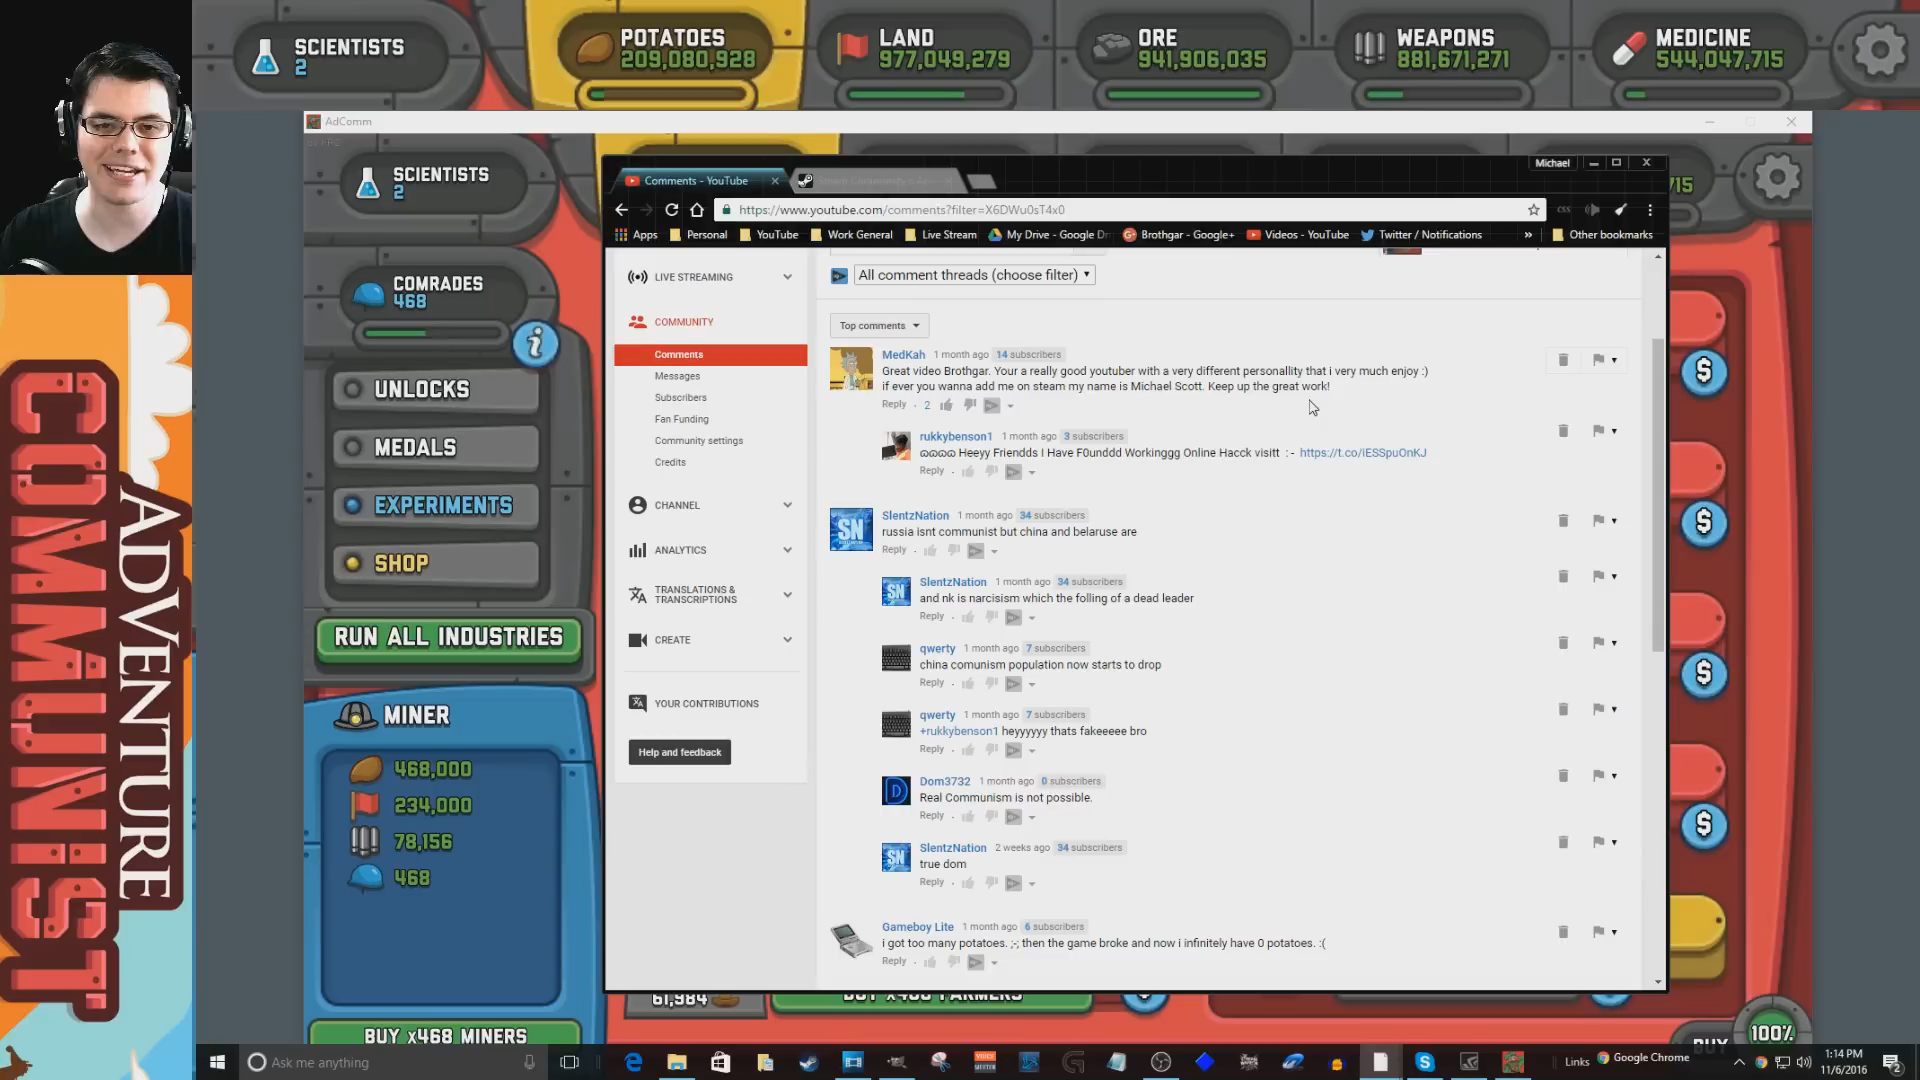 SCIENTISTS
2
POTATOES
209,080,928
LAND
977,049,279
ORE
941,906,035
WEAPONS
881,671,271
MEDICINE
544,047,715
AdComm
SCIENTISTS
2
COMRADES
468
UNLOCKS
MEDALS
EXPERIMENTS
SHOP
RUN ALL INDUSTRIES
MINER
468,000
234,000
78,156
468
BUY x468 MINERS
ADVENTURE
COMMUNIST
Michael
Comments - YouTube
https://www.youtube.com/comments?filter=X6DWu0sT4x0
Apps Personal YouTube Work General Live Stream My Drive - Google Dr Brothgar - Google+ Videos - YouTube Twitter / Notifications » Other bookmarks
LIVE STREAMING
COMMUNITY
Comments
Messages
Subscribers
Fan Funding
Community settings
Credits
CHANNEL
ANALYTICS
TRANSLATIONS &
TRANSCRIPTIONS
CREATE
YOUR CONTRIBUTIONS
Help and feedback
All comment threads (choose filter)
Top comments
MedKah 1 month ago 14 subscribers
Great video Brothgar. Your a really good youtuber with a very different personallity that i very much enjoy :)
if ever you wanna add me on steam my name is Michael Scott. Keep up the great work!
Reply · 2
rukkybenson1 1 month ago 3 subscribers
Heeyy Friendds I Have F0unddd Workinggg Online Hacck visitt : - https://t.co/iESSpuOnKJ
Reply ·
SlentzNation 1 month ago 34 subscribers
russia isnt communist but china and belaruse are
Reply ·
SlentzNation 1 month ago 34 subscribers
and nk is narcisism which the folling of a dead leader
Reply ·
qwerty 1 month ago 7 subscribers
china comunism population now starts to drop
Reply ·
qwerty 1 month ago 7 subscribers
+rukkybenson1 heyyyyyy thats fakeeeee bro
Reply ·
Dom3732 1 month ago 0 subscribers
Real Communism is not possible.
Reply ·
SlentzNation 2 weeks ago 34 subscribers
true dom
Reply ·
Gameboy Lite 1 month ago 6 subscribers
i got too many potatoes. ;-; then the game broke and now i infinitely have 0 potatoes. :(
Reply ·
61,984
BUY x468 FARMERS
/15
100%
BUY
Ask me anything
Links
Google Chrome
1:14 PM
11/6/2016
2